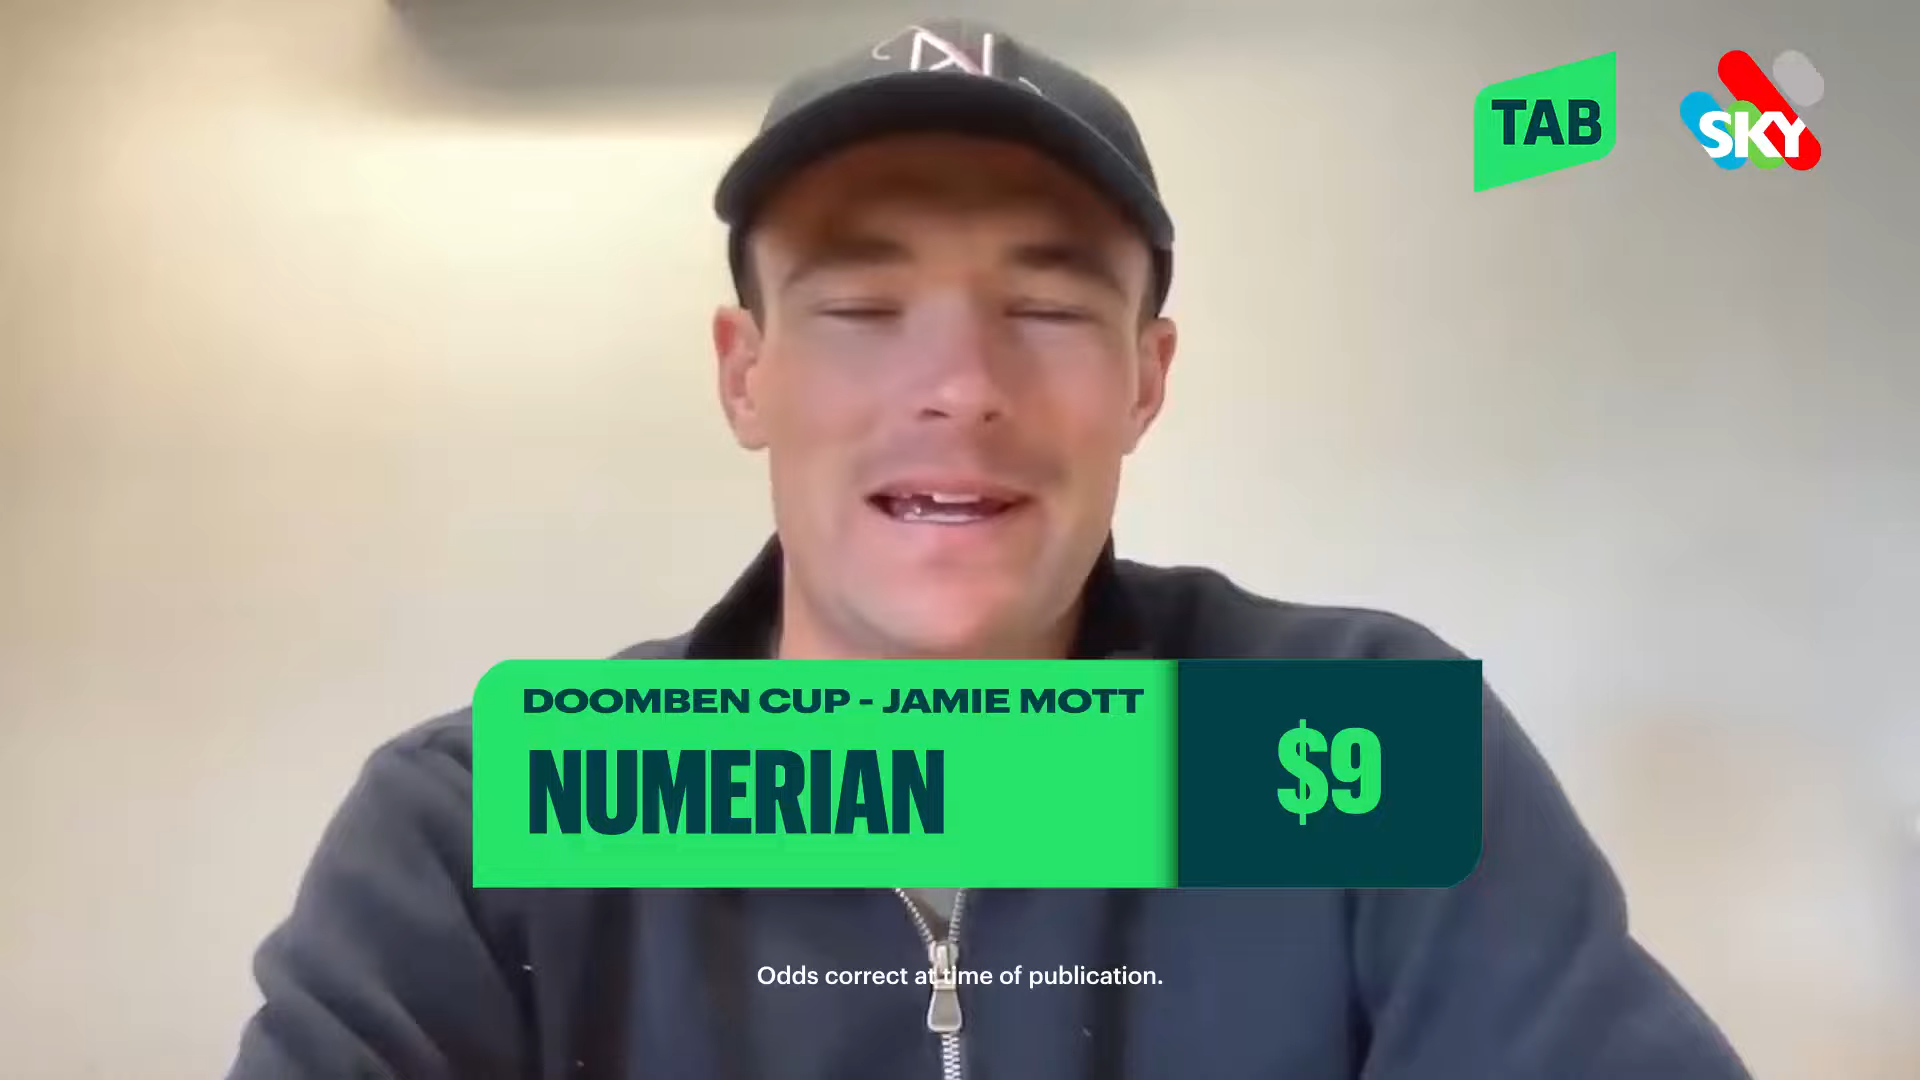 TAB
SKY
DOOMBEN CUP - JAMIE MOTT
NUMERIAN
$9
Odds correct at time of publication.